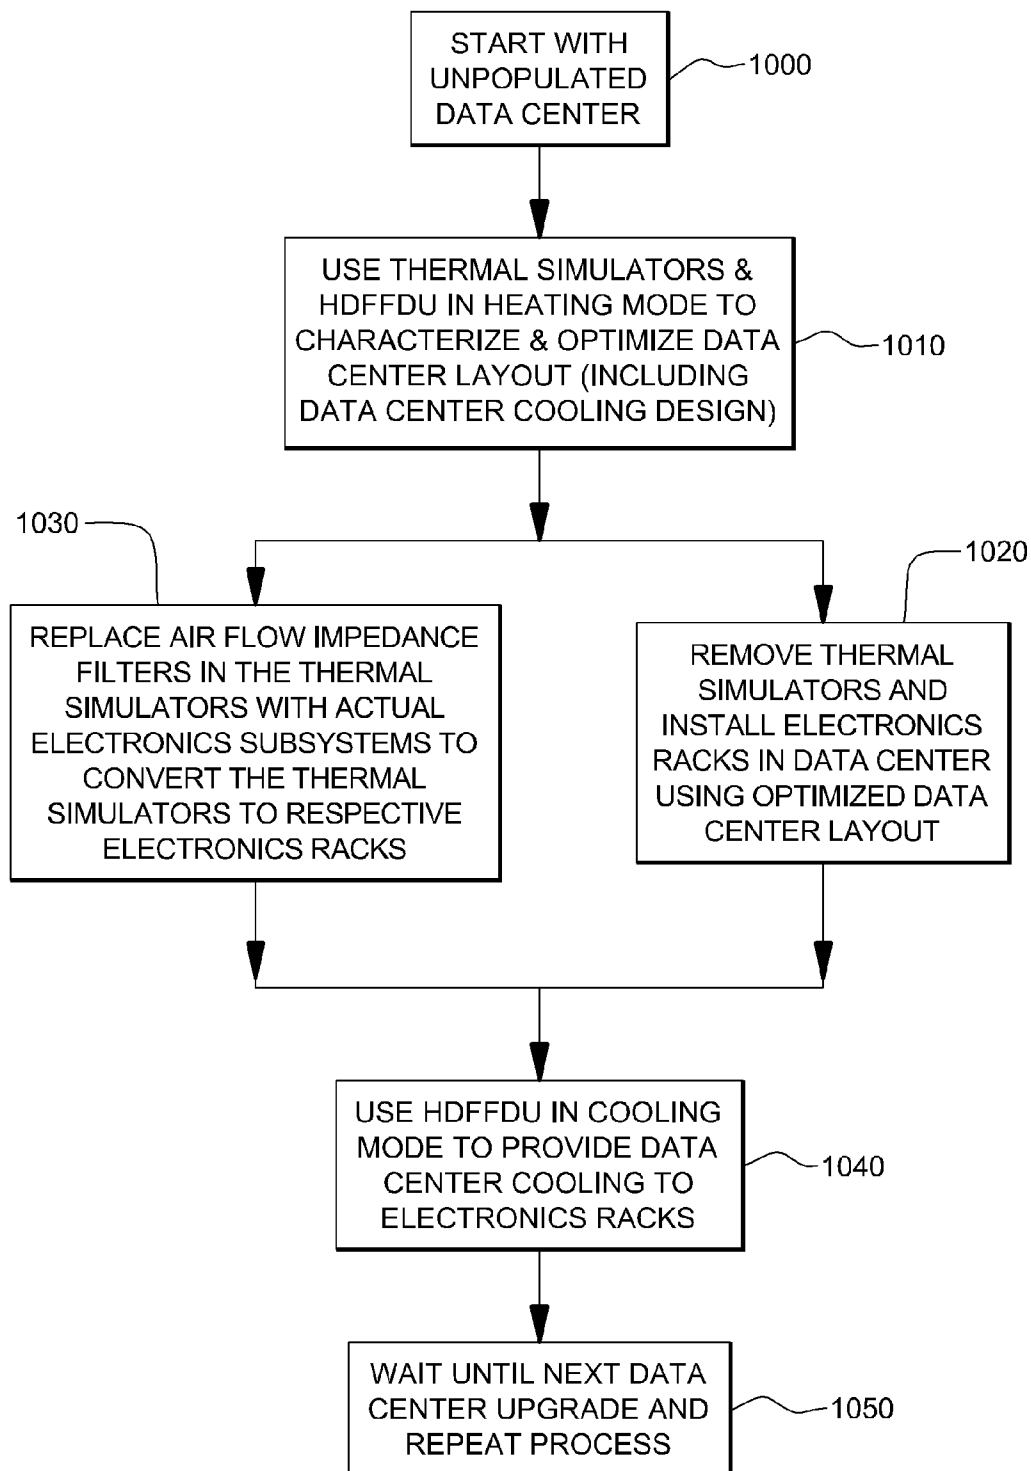 START WITH
UNPOPULATED
DATA CENTER
1000
USE THERMAL SIMULATORS &
HDFFDU IN HEATING MODE TO
CHARACTERIZE & OPTIMIZE DATA
CENTER LAYOUT (INCLUDING
DATA CENTER COOLING DESIGN)
1010
1030
REPLACE AIR FLOW IMPEDANCE
FILTERS IN THE THERMAL
SIMULATORS WITH ACTUAL
ELECTRONICS SUBSYSTEMS TO
CONVERT THE THERMAL
SIMULATORS TO RESPECTIVE
ELECTRONICS RACKS
1020
REMOVE THERMAL
SIMULATORS AND
INSTALL ELECTRONICS
RACKS IN DATA CENTER
USING OPTIMIZED DATA
CENTER LAYOUT
USE HDFFDU IN COOLING
MODE TO PROVIDE DATA
CENTER COOLING TO
ELECTRONICS RACKS
1040
WAIT UNTIL NEXT DATA
CENTER UPGRADE AND
REPEAT PROCESS
1050